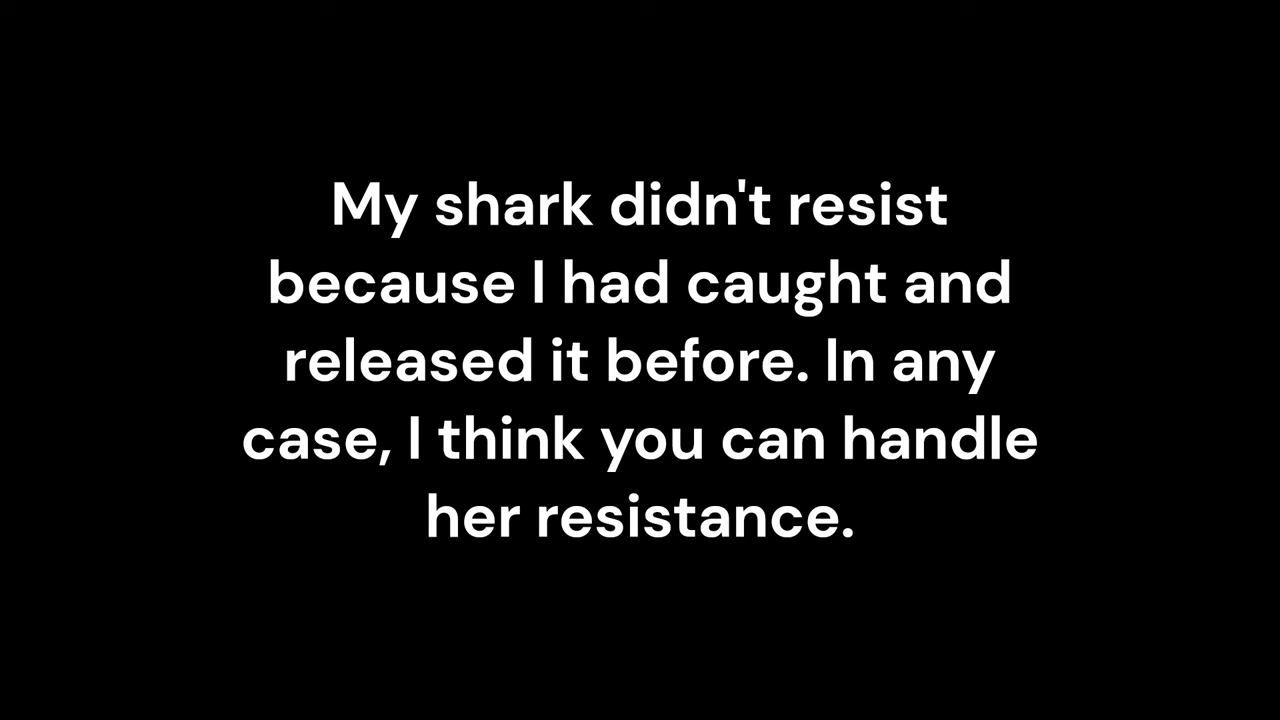 My shark didn't resist
because I had caught and
released it before. In any
case, I think you can handle
her resistance.